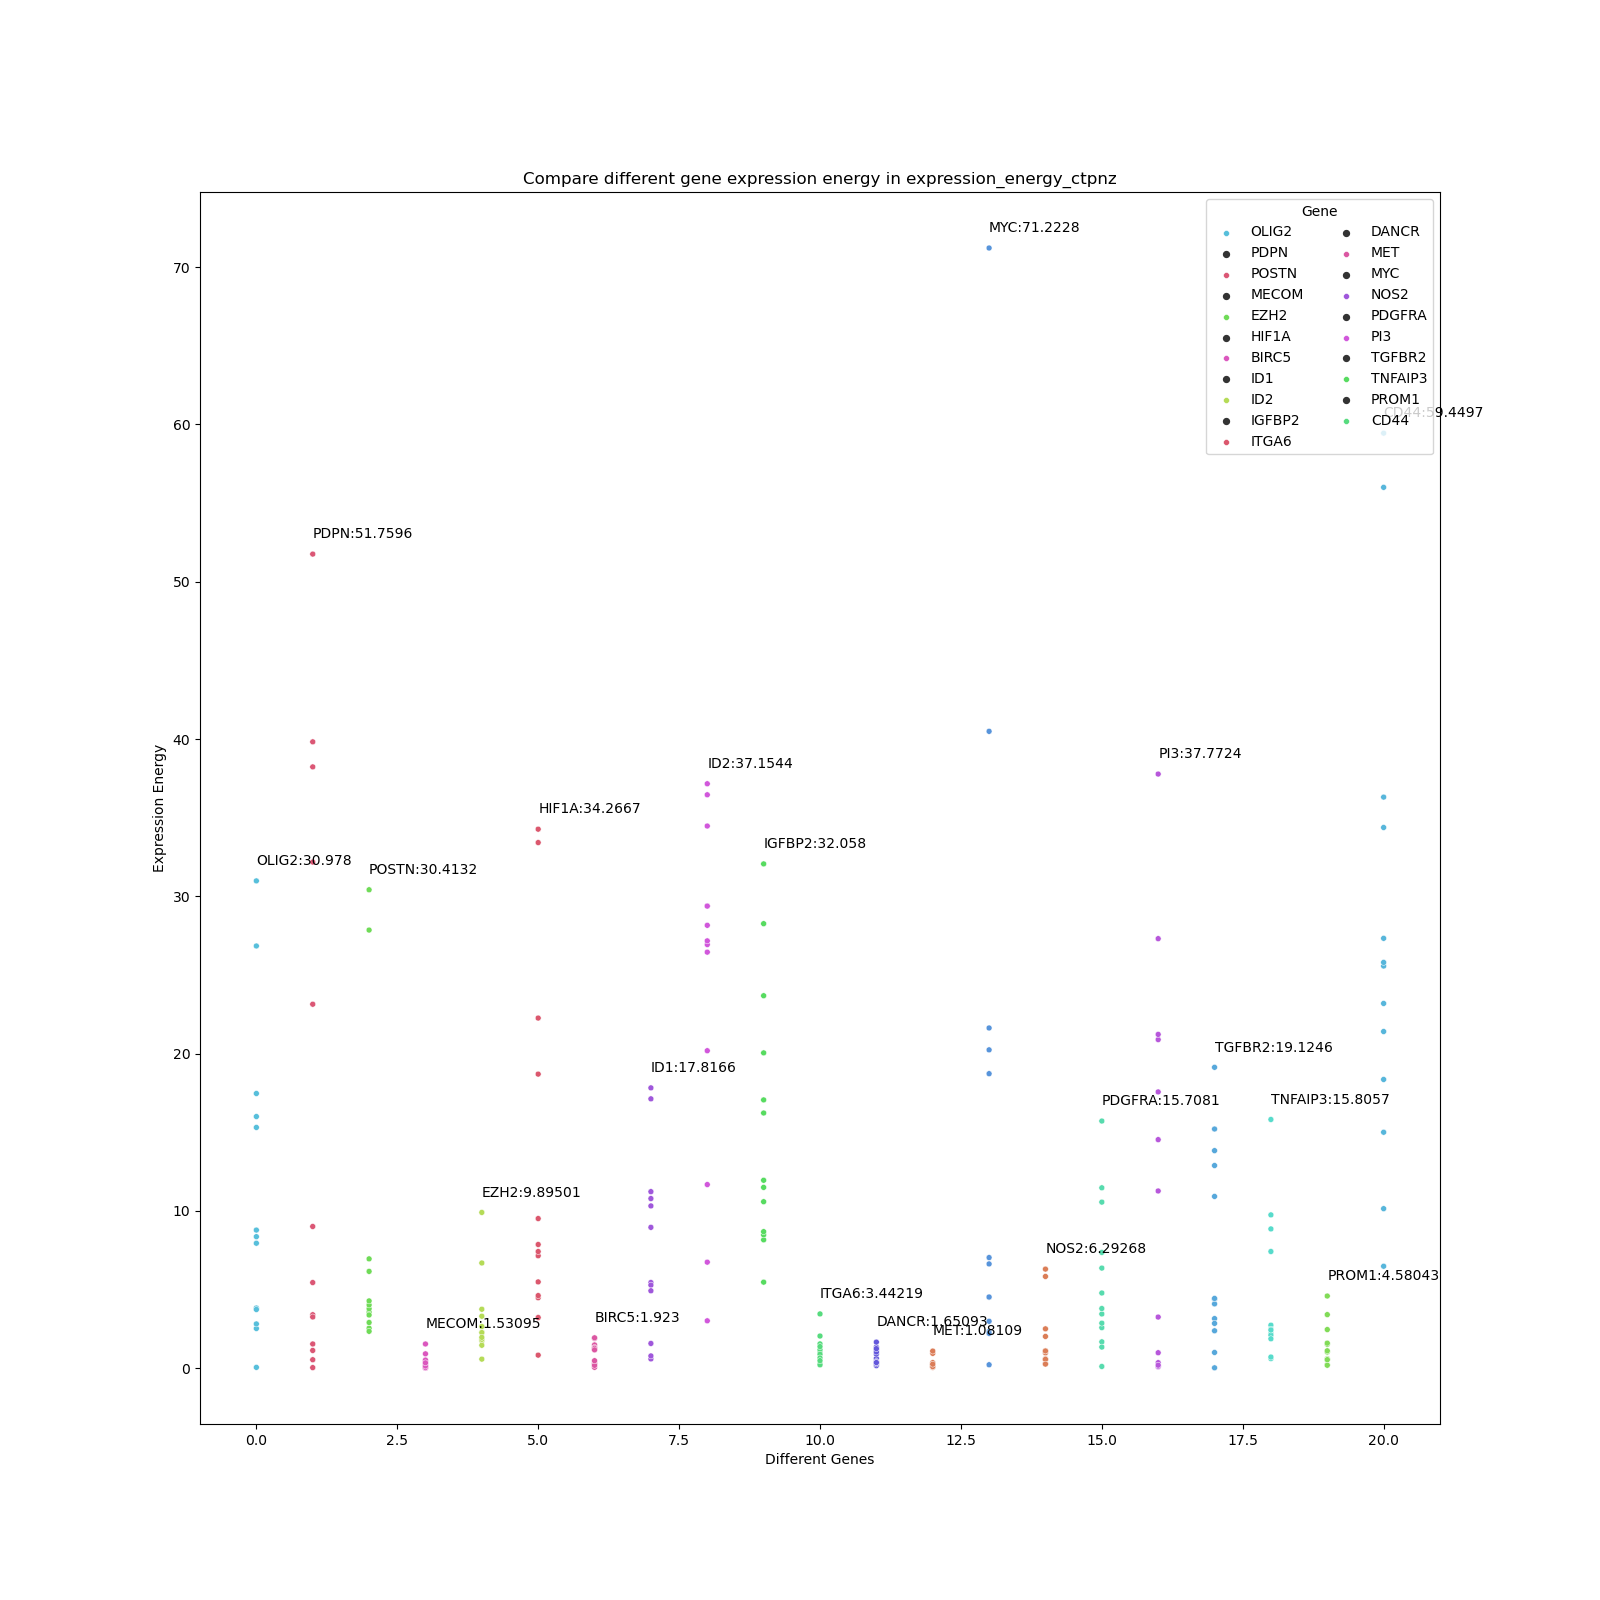 Compare different gene expression energy in expression_energy_ctpnz
Gene
OLIG2
PDPN
POSTN
MECOM
EZH2
HIF1A
BIRC5
ID1
ID2
IGFBP2
ITGA6
DANCR
MET
MYC
NOS2
PDGFRA
PI3
TGFBR2
TNFAIP3
PROM1
CD44
MYC:71.2228
CD44:59.4497
PDPN:51.7596
PI3:37.7724
ID2:37.1544
HIF1A:34.2667
IGFBP2:32.058
OLIG2:30.978
POSTN:30.4132
TGFBR2:19.1246
ID1:17.8166
PDGFRA:15.7081
TNFAIP3:15.8057
EZH2:9.89501
NOS2:6.29268
PROM1:4.58043
ITGA6:3.44219
BIRC5:1.923
MECOM:1.53095
DANCR:1.65093
MET:1.08109
Expression Energy
70
60
50
40
30
20
10
0
0.0 2.5 5.0 7.5 10.0 12.5 15.0 17.5 20.0
Different Genes